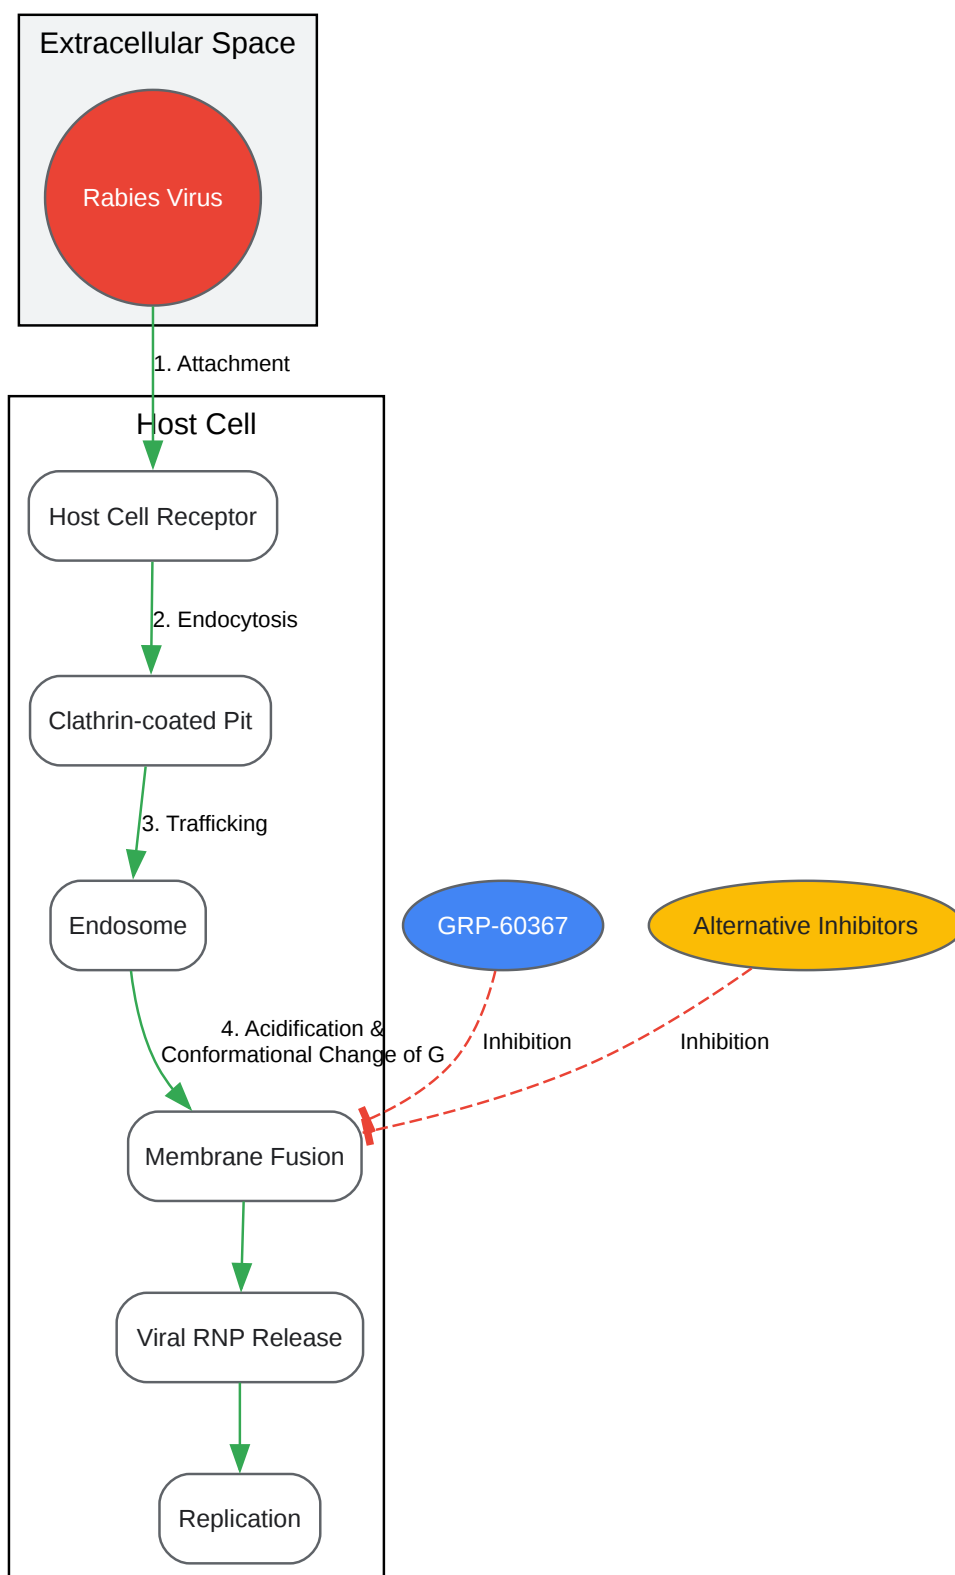 Extracellular Space
Rabies Virus
1. Attachment
Host Cell
Host Cell Receptor
2. Endocytosis
Clathrin-coated Pit
3. Trafficking
Endosome
GRP-60367
Alternative Inhibitors
4. Acidification &
Conformational Change of G
Inhibition
Inhibition
Membrane Fusion
Viral RNP Release
Replication